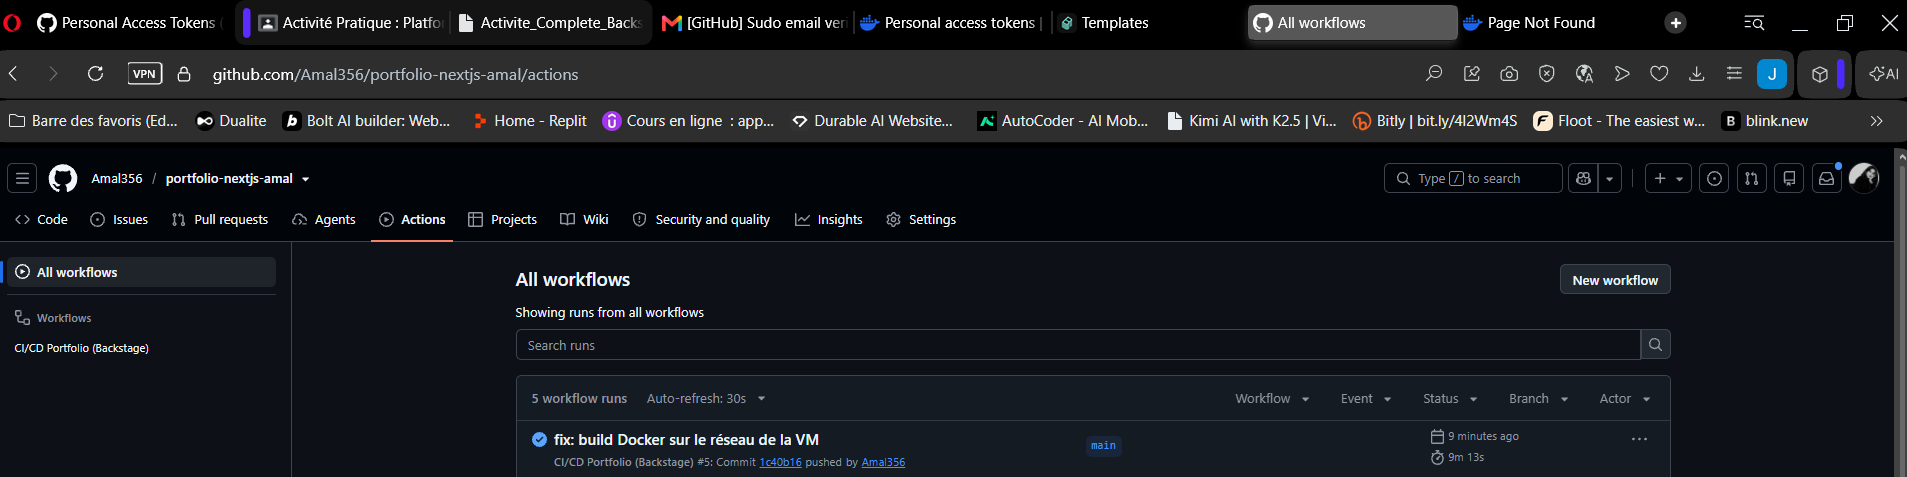 Personal Access Tokens (
Activité Pratique : Platfo
Activite_Complete_Backs
[GitHub] Sudo email veri
Personal access tokens |
Templates
All workflows
Page Not Found
VPN
github.com/Amal356/portfolio-nextjs-amal/actions
J
AI
Barre des favoris (Ed...
Dualite
Bolt AI builder: Web...
Home - Replit
Cours en ligne : app...
Durable AI Website...
AutoCoder - AI Mob...
Kimi AI with K2.5 | Vi...
Bitly | bit.ly/4l2Wm4S
Floot - The easiest w...
blink.new
Amal356 / portfolio-nextjs-amal
Type / to search
Code
Issues
Pull requests
Agents
Actions
Projects
Wiki
Security and quality
Insights
Settings
All workflows
Workflows
CI/CD Portfolio (Backstage)
All workflows
New workflow
Showing runs from all workflows
Search runs
5 workflow runs
Auto-refresh: 30s
Workflow
Event
Status
Branch
Actor
fix: build Docker sur le réseau de la VM
CI/CD Portfolio (Backstage) #5: Commit 1c40b16 pushed by Amal356
main
9 minutes ago
9m 13s